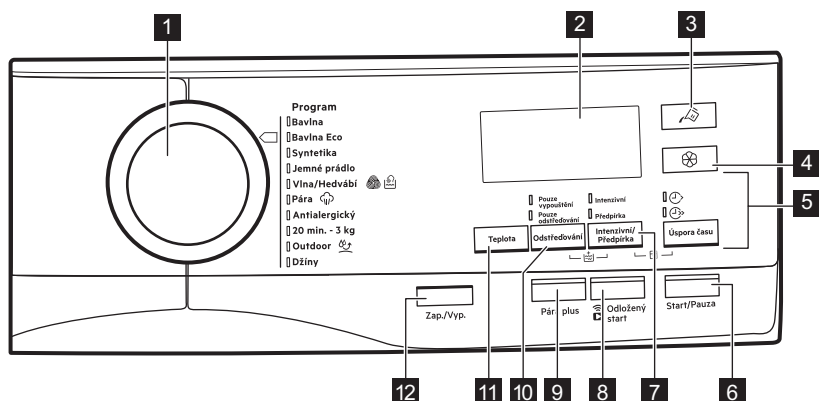 1
2
3
4
5
Program
Bavlna
Bavlna Eco
Syntetika
Jemné prádlo
Vlna/Hedvábí
Pára
Antialergický
20 min. - 3 kg
Outdoor
Džíny
Pouze
vypouštění
Intenzivní
Pouze
odstřeďování
Předpírka
Teplota
Odstřeďování
Intenzivní/
Předpírka
Úspora času
Zap./Vyp.
Pára plus
Odložený
start
Start/Pauza
12
11
10
9
8
7
6